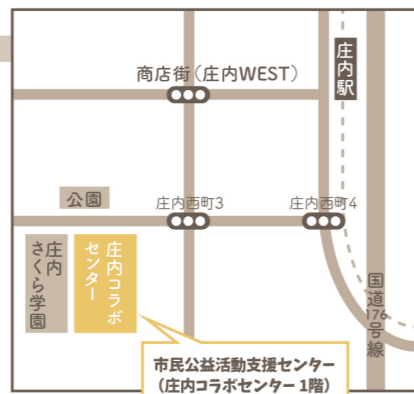 商店街(庄内WEST)
庄内駅
公園
庄内西町3
庄内西町4
庄内
さくら学園
庄内コラボ
センター
国道176号線
市民公益活動支援センター
(庄内コラボセンター 1階)